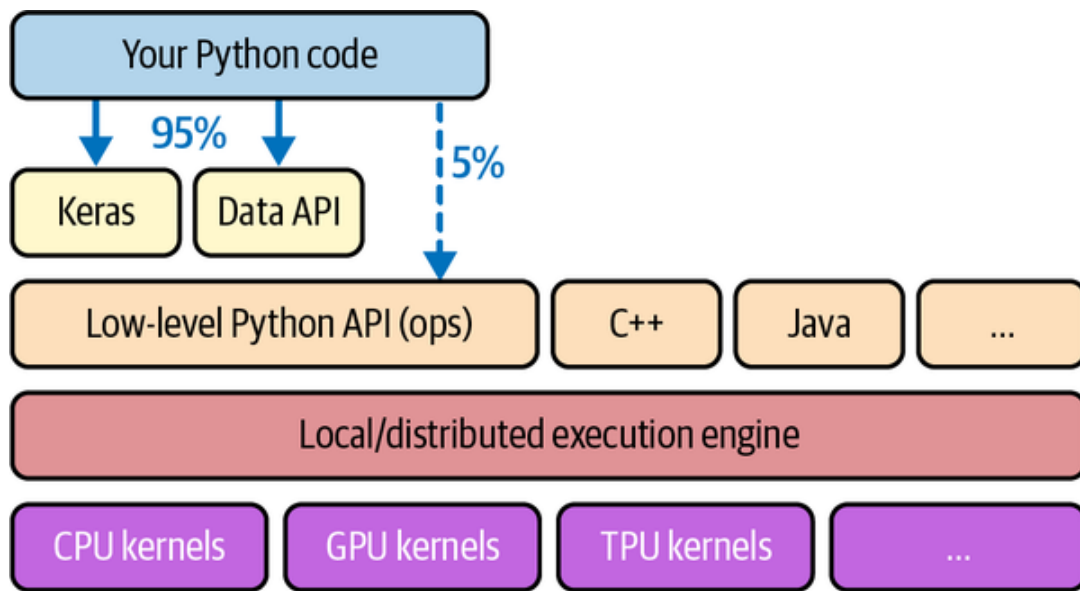 Your Python code
95%
5%
Keras
Data API
Low-level Python API (ops)
C++
Java
...
Local/distributed execution engine
CPU kernels
GPU kernels
TPU kernels
...